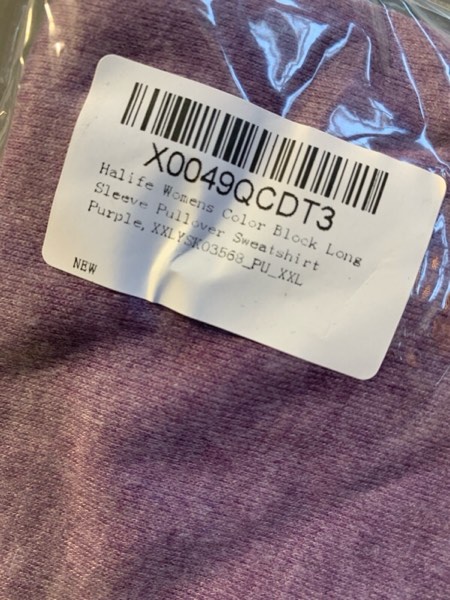 X0049QCDT3
Halife Womens Color Block Long
Sleeve Pullover Sweatshirt
Purple, XXLYSK03568_PU_XXL
NEW